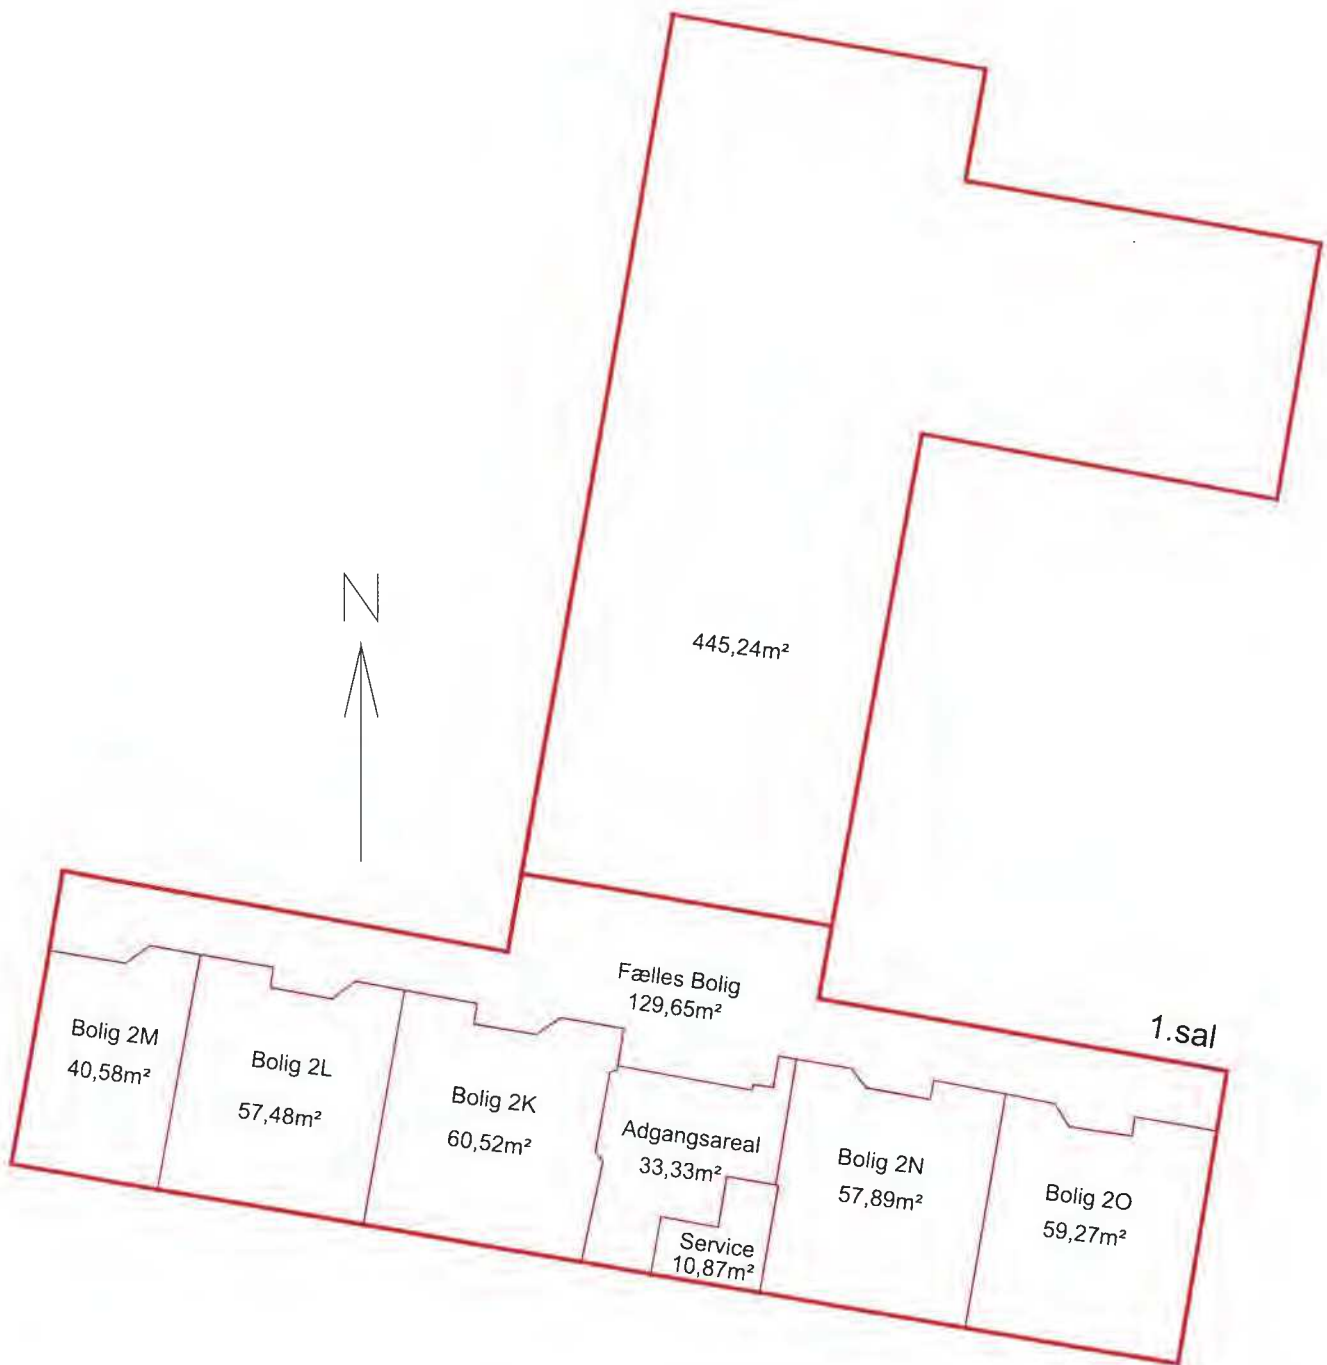 N
445,24m²
Fælles Bolig
129,65m²
1.sal
Bolig 2M
40,58m²
Bolig 2L
57,48m²
Bolig 2K
60,52m²
Adgangsareal
33,33m²
Service
10,87m²
Bolig 2N
57,89m²
Bolig 2O
59,27m²